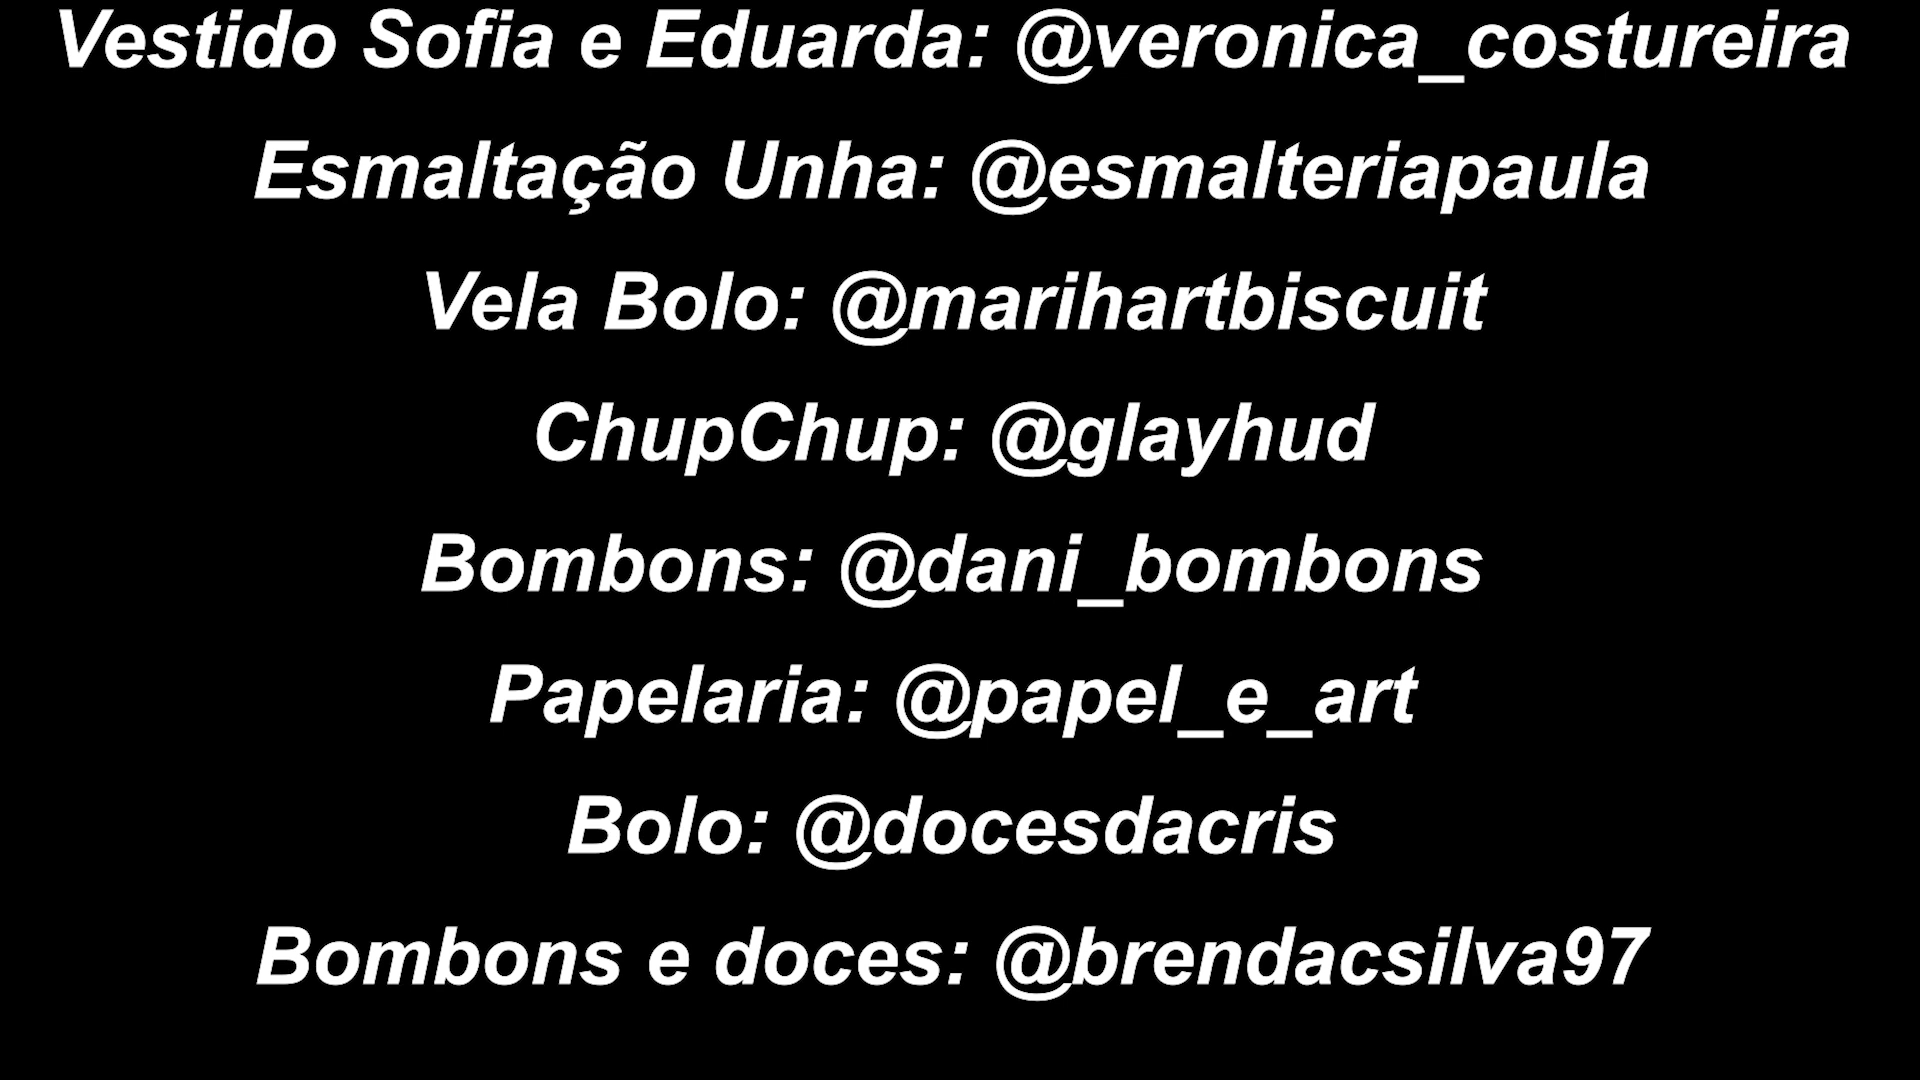 Vestido Sofia e Eduarda: @veronica_costureira
Esmaltação Unha: @esmalteriapaula
Vela Bolo: @marihartbiscuit
ChupChup: @glayhud
Bombons: @dani_bombons
Papelaria: @papel_e_art
Bolo: @docesdacris
Bombons e doces: @brendacsilva97